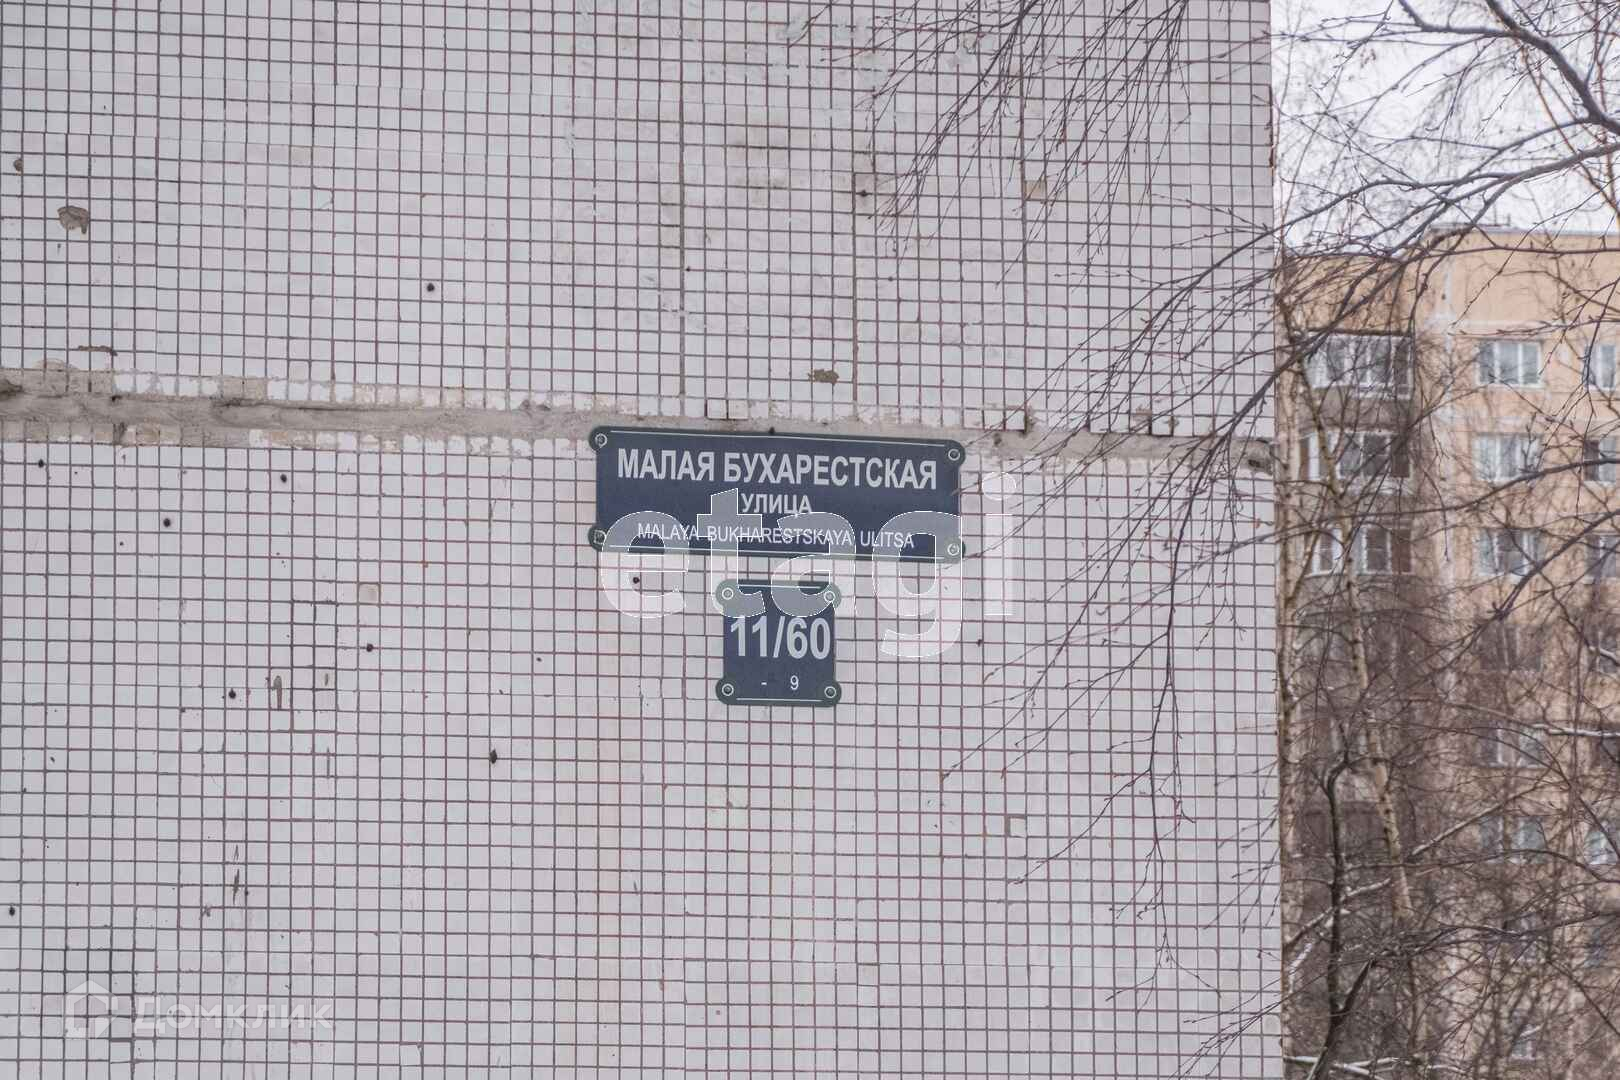 МАЛАЯ БУХАРЕСТСКАЯ
УЛИЦА
MALAYA BUKHARESTSKAYA ULITSA
etagi
11/60
- 9
ДОМКЛИК